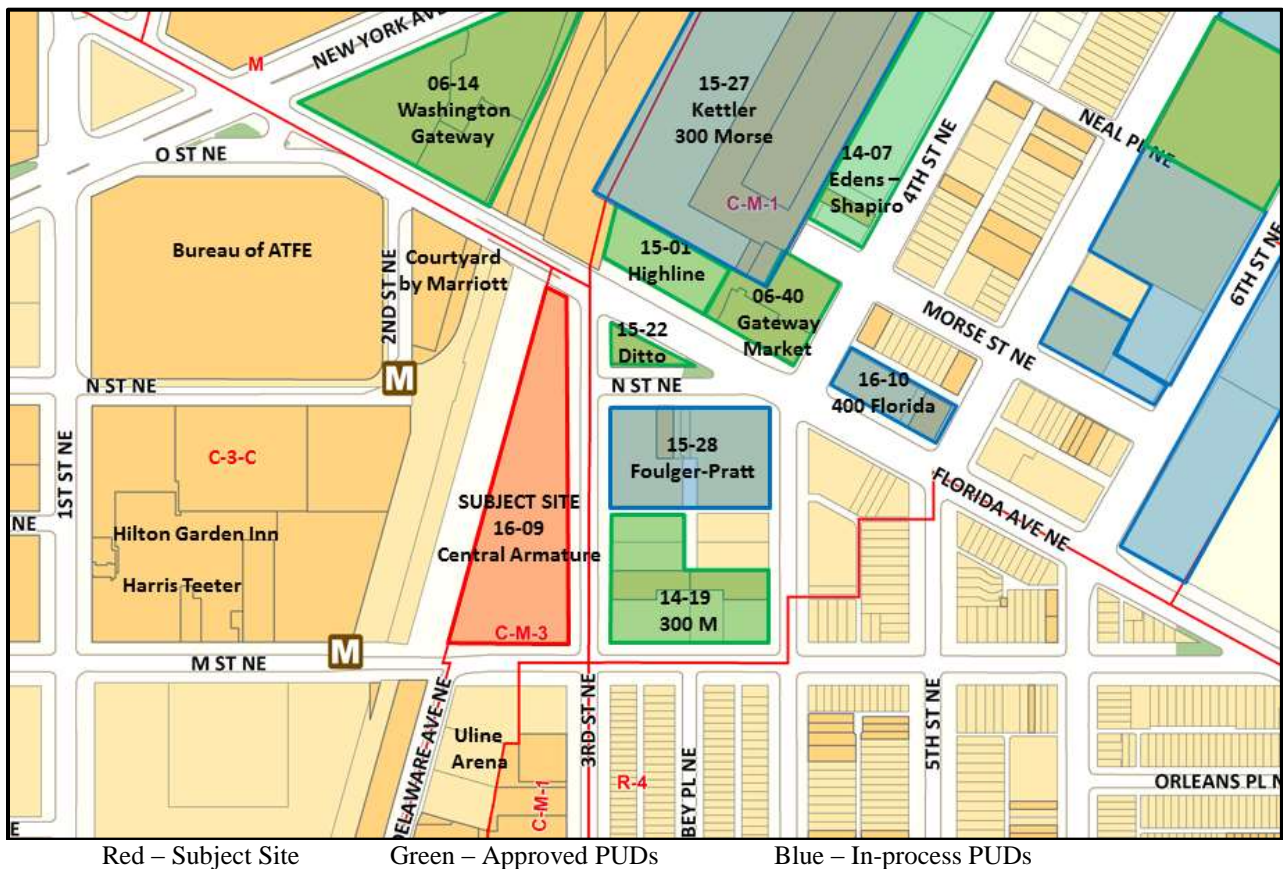 NEW YORK AVE
M
06-14
Washington
Gateway
15-27
Kettler
300 Morse
NEAL PL NE
O ST NE
14-07
Edens –
Shapiro
4TH ST NE
C-M-1
Bureau of ATFE
2ND ST NE
Courtyard
by Marriott
15-01
Highline
06-40
Gateway
Market
6TH ST NE
MORSE ST NE
15-22
Ditto
N ST NE
M
N ST NE
16-10
400 Florida
1ST ST NE
C-3-C
15-28
Foulger-Pratt
FLORIDA AVE NE
SUBJECT SITE
16-09
Central Armature
NE
Hilton Garden Inn
Harris Teeter
14-19
300 M
C-M-3
M
M ST NE
DELAWARE AVE NE
Uline
Arena
3RD ST NE
5TH ST NE
C-M-1
R-4
BEY PL NE
ORLEANS PL N
E
Red – Subject Site
Green – Approved PUDs
Blue – In-process PUDs